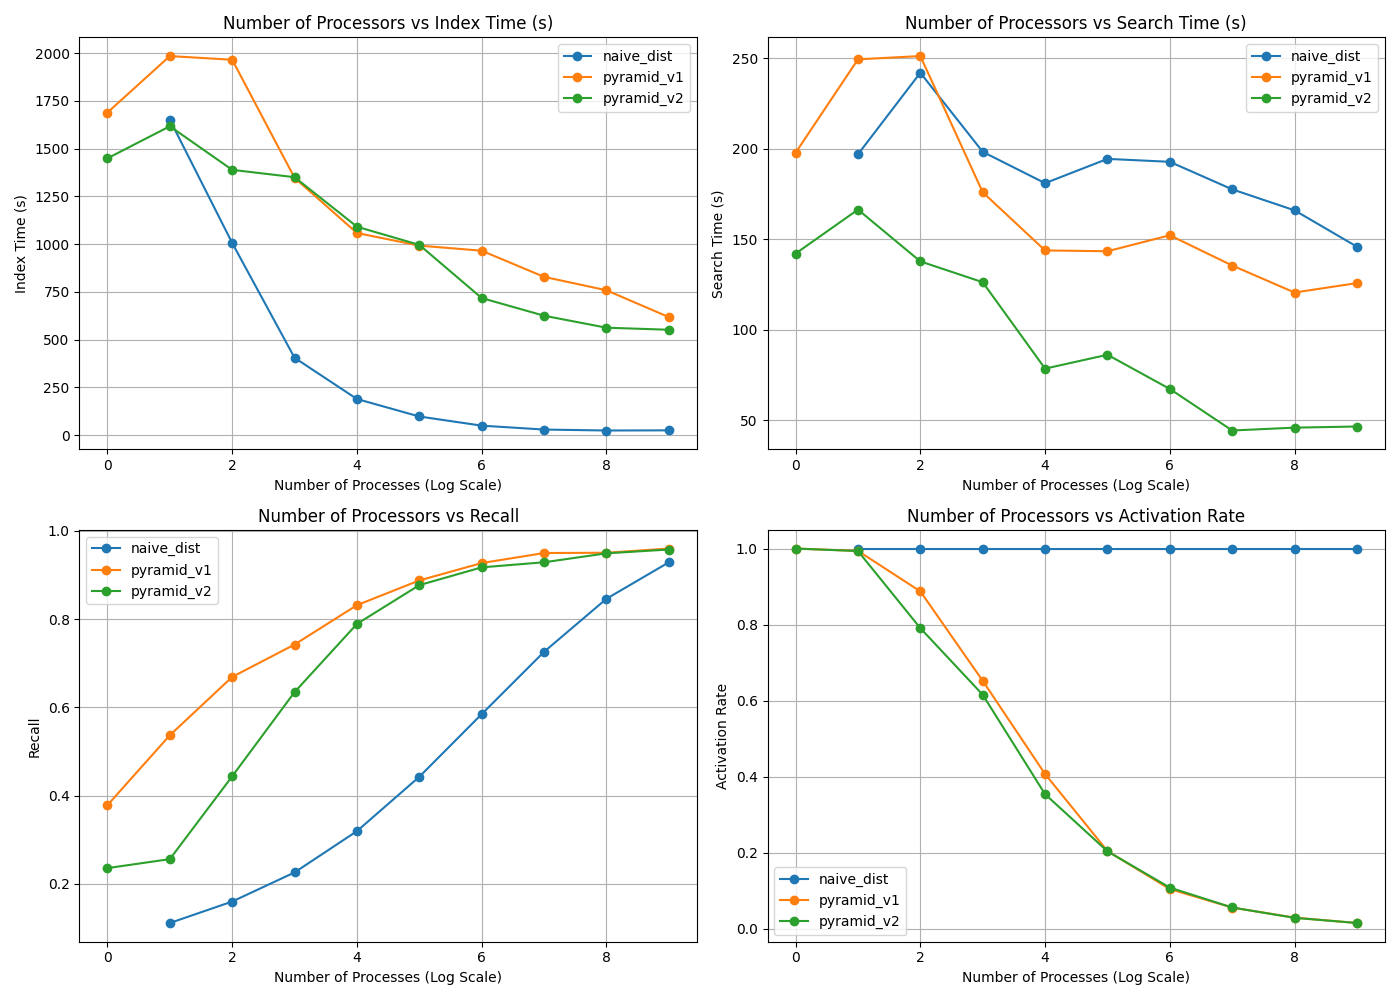 Number of Processors vs Index Time (s)
2000
1750
1500
1250
1000
750
500
250
0
Index Time (s)
naive_dist
pyramid_v1
pyramid_v2
0 2 4 6 8
Number of Processes (Log Scale)
Number of Processors vs Search Time (s)
250
200
150
100
50
Search Time (s)
naive_dist
pyramid_v1
pyramid_v2
0 2 4 6 8
Number of Processes (Log Scale)
Number of Processors vs Recall
1.0
0.8
0.6
0.4
0.2
Recall
naive_dist
pyramid_v1
pyramid_v2
0 2 4 6 8
Number of Processes (Log Scale)
Number of Processors vs Activation Rate
1.0
0.8
0.6
0.4
0.2
0.0
Activation Rate
naive_dist
pyramid_v1
pyramid_v2
0 2 4 6 8
Number of Processes (Log Scale)